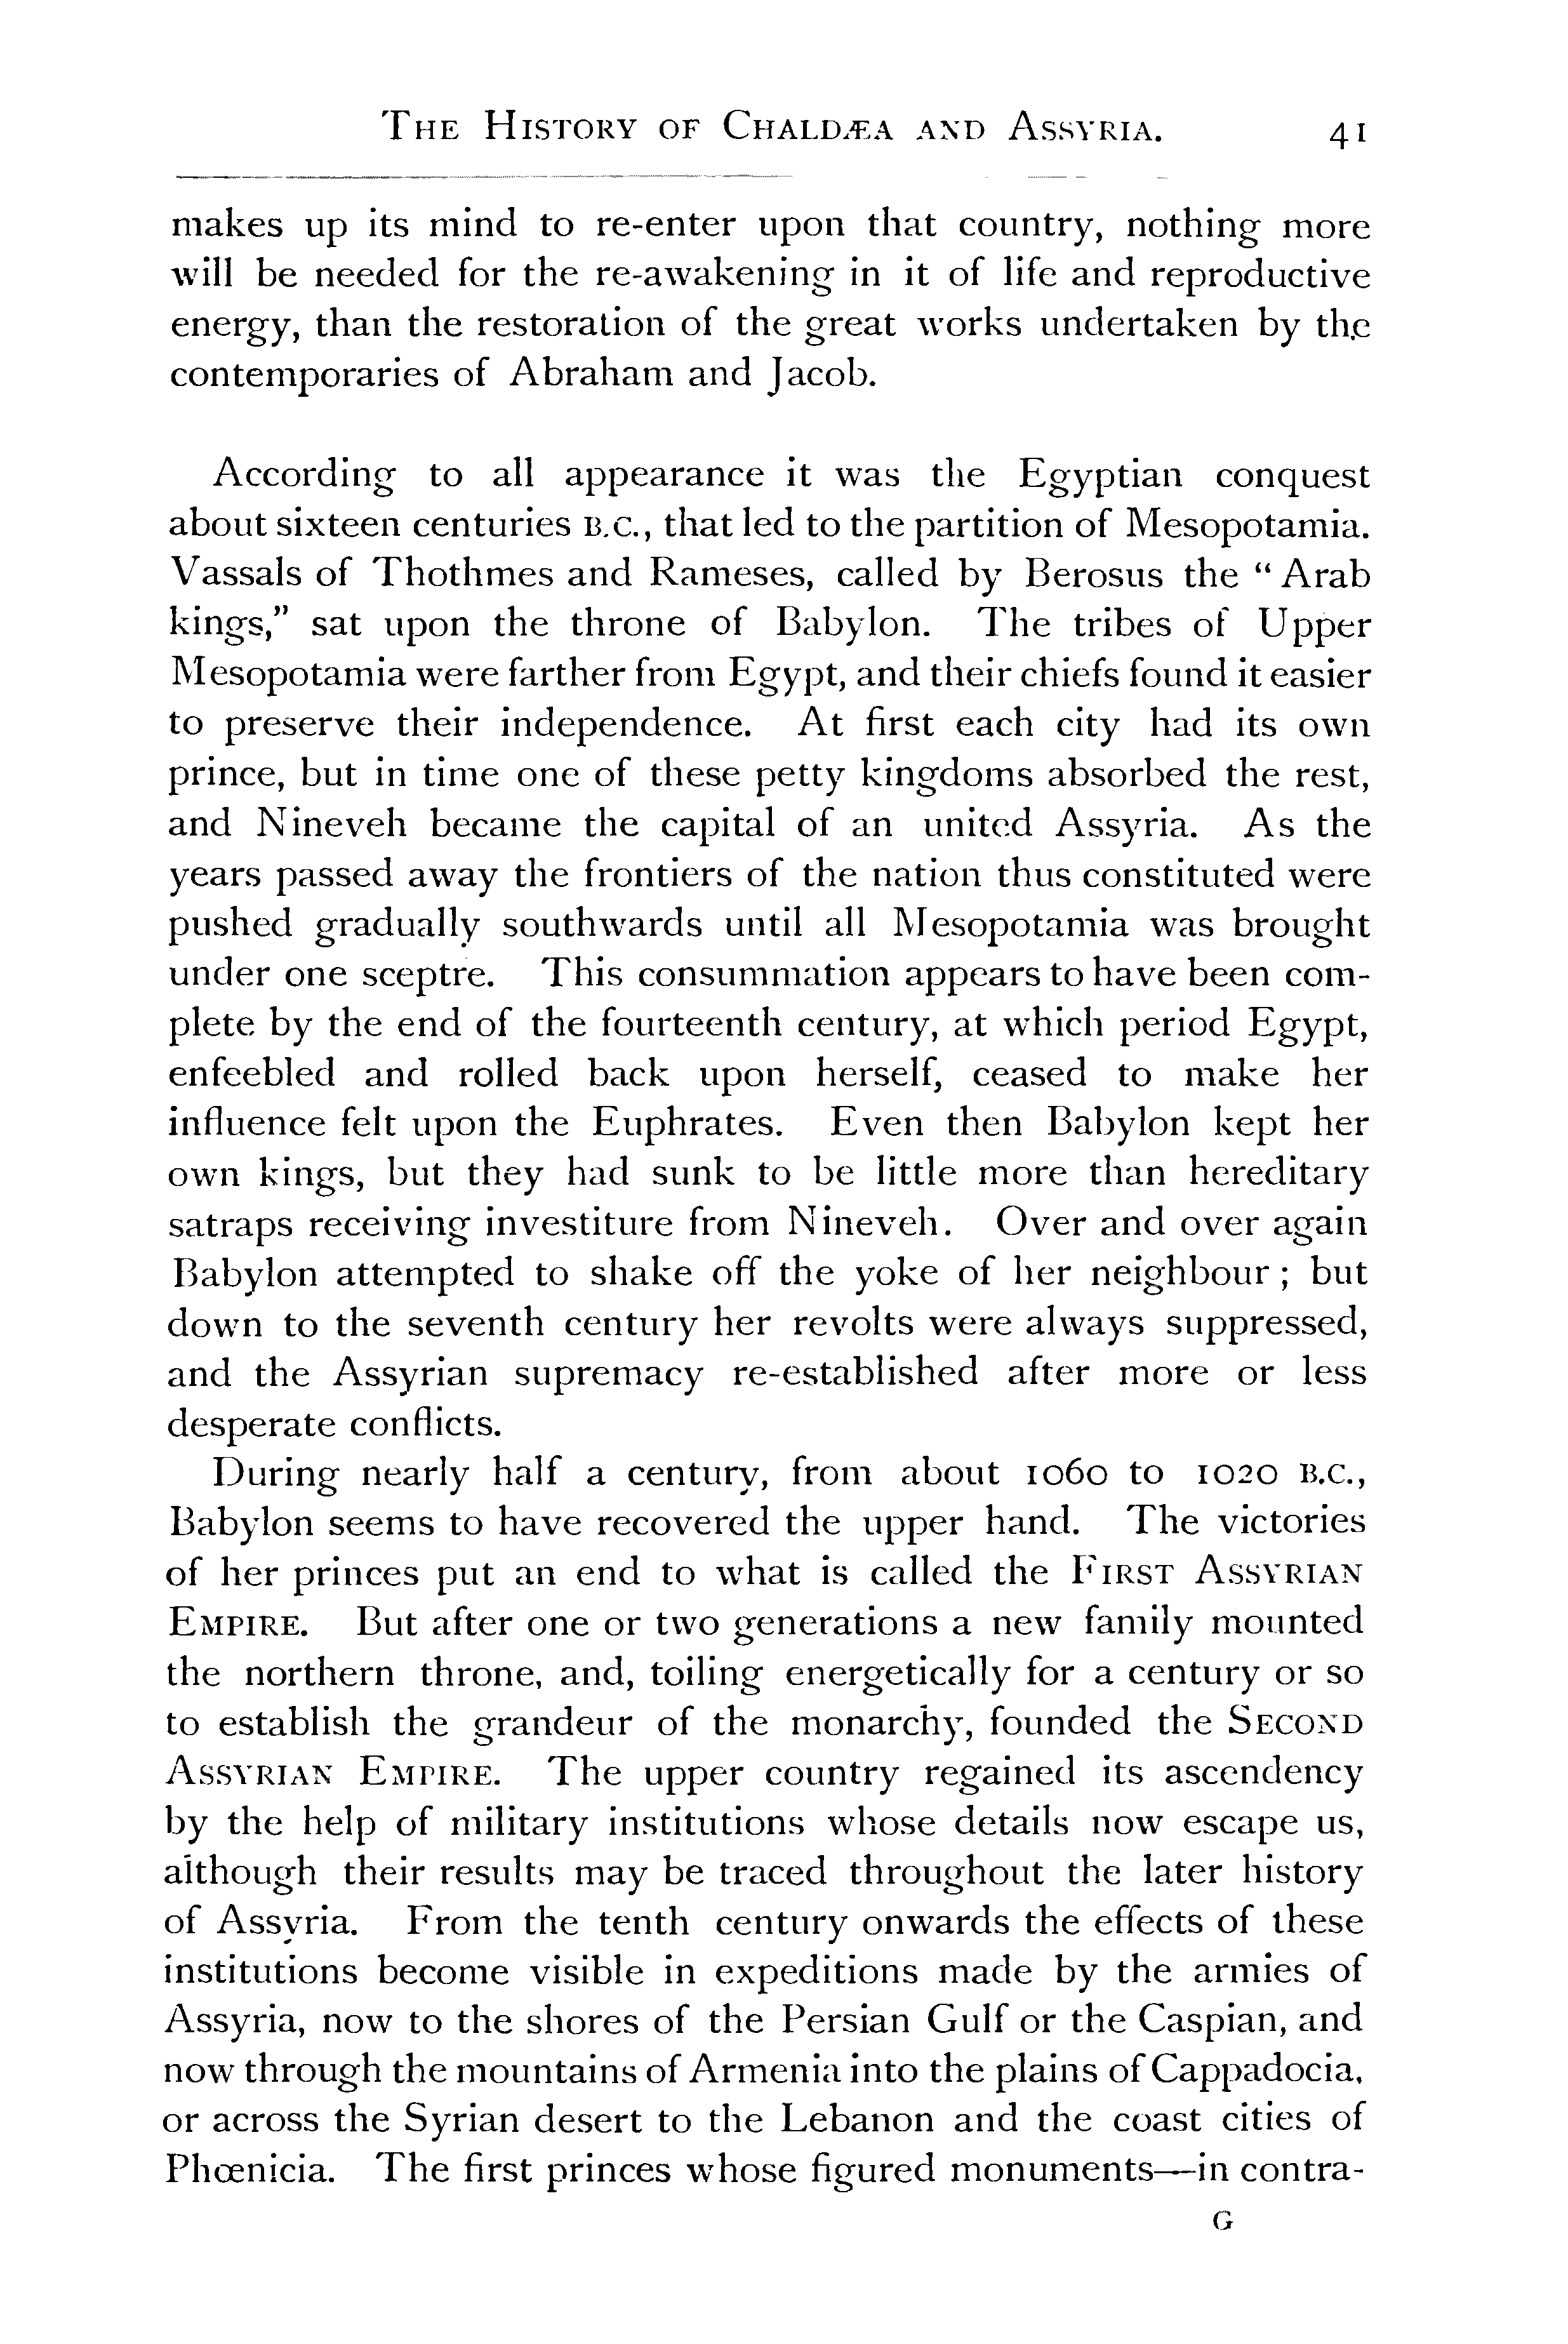 THE HISTORY OF CHALDÆA AND ASSYRIA. 41
makes up its mind to re-enter upon that country, nothing more
will be needed for the re-awakening in it of life and reproductive
energy, than the restoration of the great works undertaken by the
contemporaries of Abraham and Jacob.
According to all appearance it was the Egyptian conquest
about sixteen centuries B.C., that led to the partition of Mesopotamia.
Vassals of Thothmes and Rameses, called by Berosus the “Arab
kings,” sat upon the throne of Babylon. The tribes of Upper
Mesopotamia were farther from Egypt, and their chiefs found it easier
to preserve their independence. At first each city had its own
prince, but in time one of these petty kingdoms absorbed the rest,
and Nineveh became the capital of an united Assyria. As the
years passed away the frontiers of the nation thus constituted were
pushed gradually southwards until all Mesopotamia was brought
under one sceptre. This consummation appears to have been com-
plete by the end of the fourteenth century, at which period Egypt,
enfeebled and rolled back upon herself, ceased to make her
influence felt upon the Euphrates. Even then Babylon kept her
own kings, but they had sunk to be little more than hereditary
satraps receiving investiture from Nineveh. Over and over again
Babylon attempted to shake off the yoke of her neighbour; but
down to the seventh century her revolts were always suppressed,
and the Assyrian supremacy re-established after more or less
desperate conflicts.
During nearly half a century, from about 1060 to 1020 B.C.,
Babylon seems to have recovered the upper hand. The victories
of her princes put an end to what is called the FIRST ASSYRIAN
EMPIRE. But after one or two generations a new family mounted
the northern throne, and, toiling energetically for a century or so
to establish the grandeur of the monarchy, founded the SECOND
ASSYRIAN EMPIRE. The upper country regained its ascendency
by the help of military institutions whose details now escape us,
although their results may be traced throughout the later history
of Assyria. From the tenth century onwards the effects of these
institutions become visible in expeditions made by the armies of
Assyria, now to the shores of the Persian Gulf or the Caspian, and
now through the mountains of Armenia into the plains of Cappadocia,
or across the Syrian desert to the Lebanon and the coast cities of
Phœnicia. The first princes whose figured monuments—in contra-
G